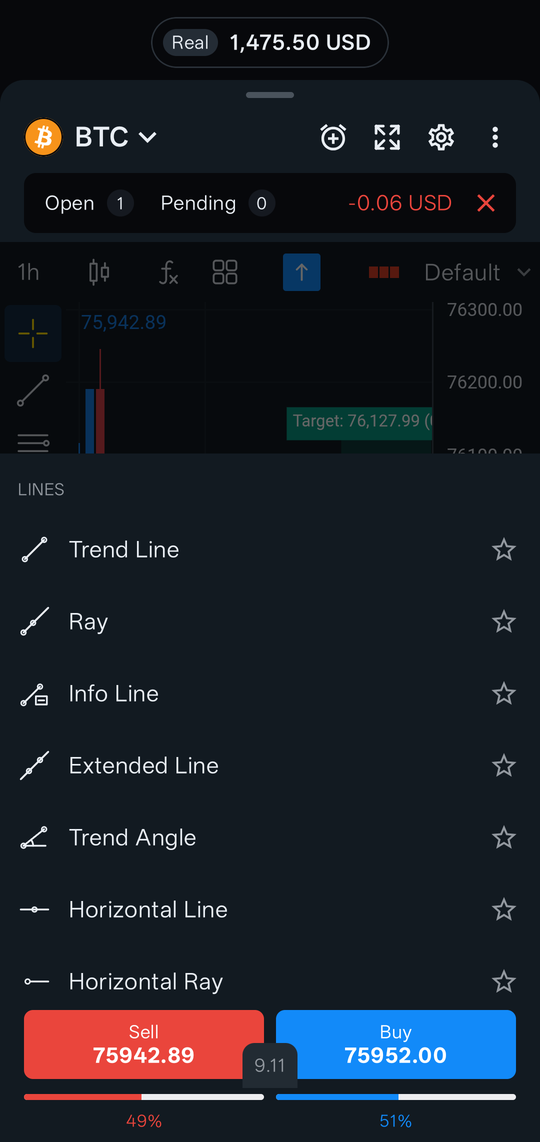 Real 1,475.50 USD
BTC
Open 1 Pending 0 -0.06 USD
1h fx Default
75,942.89
76300.00
76200.00
Target: 76,127.99 (
LINES
Trend Line
Ray
Info Line
Extended Line
Trend Angle
Horizontal Line
Horizontal Ray
Sell Buy
75942.89 75952.00
9.11
49% 51%